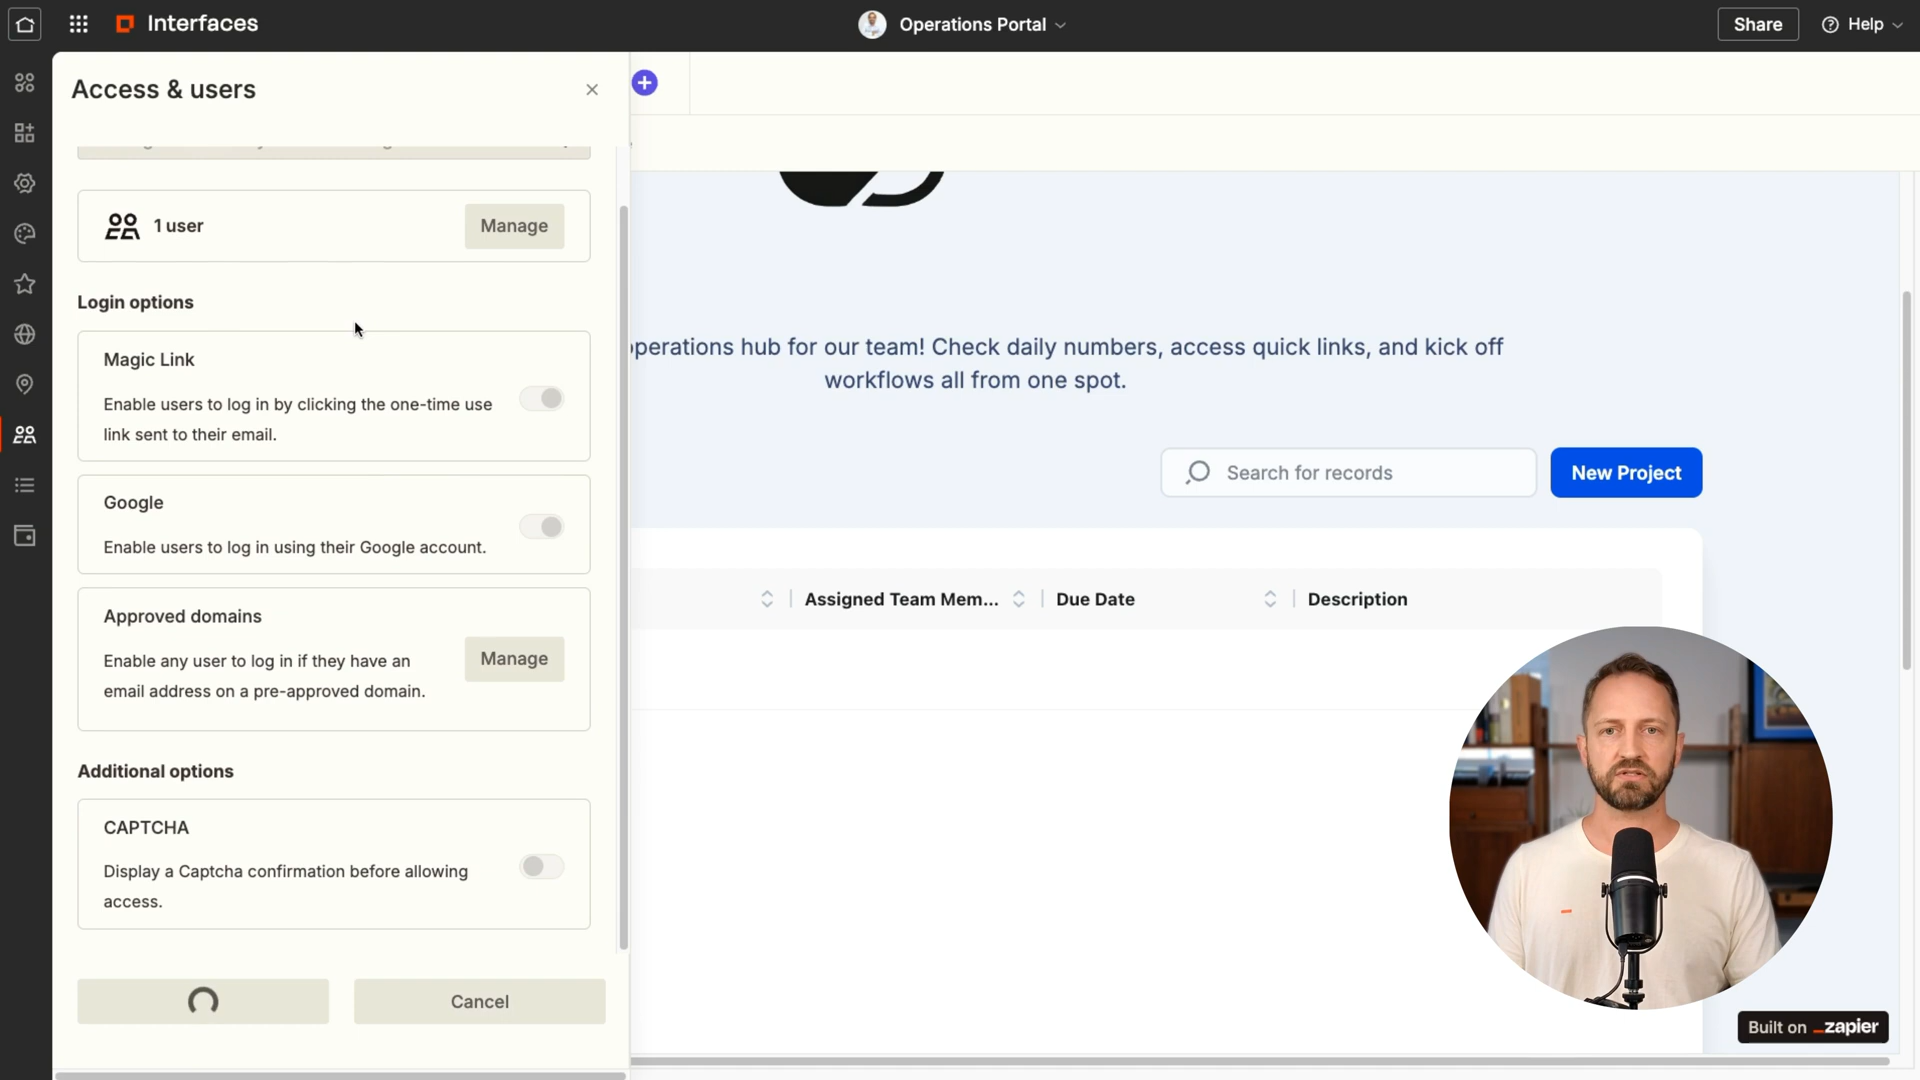 Interfaces
Operations Portal
Share
Help
Access & users
1 user
Manage
Login options
Magic Link
Enable users to log in by clicking the one-time use
link sent to their email.
Google
Enable users to log in using their Google account.
Approved domains
Enable any user to log in if they have an
email address on a pre-approved domain.
Manage
Additional options
CAPTCHA
Display a Captcha confirmation before allowing
access.
Cancel
operations hub for our team! Check daily numbers, access quick links, and kick off
workflows all from one spot.
Search for records
New Project
Assigned Team Mem...
Due Date
Description
Built on _zapier